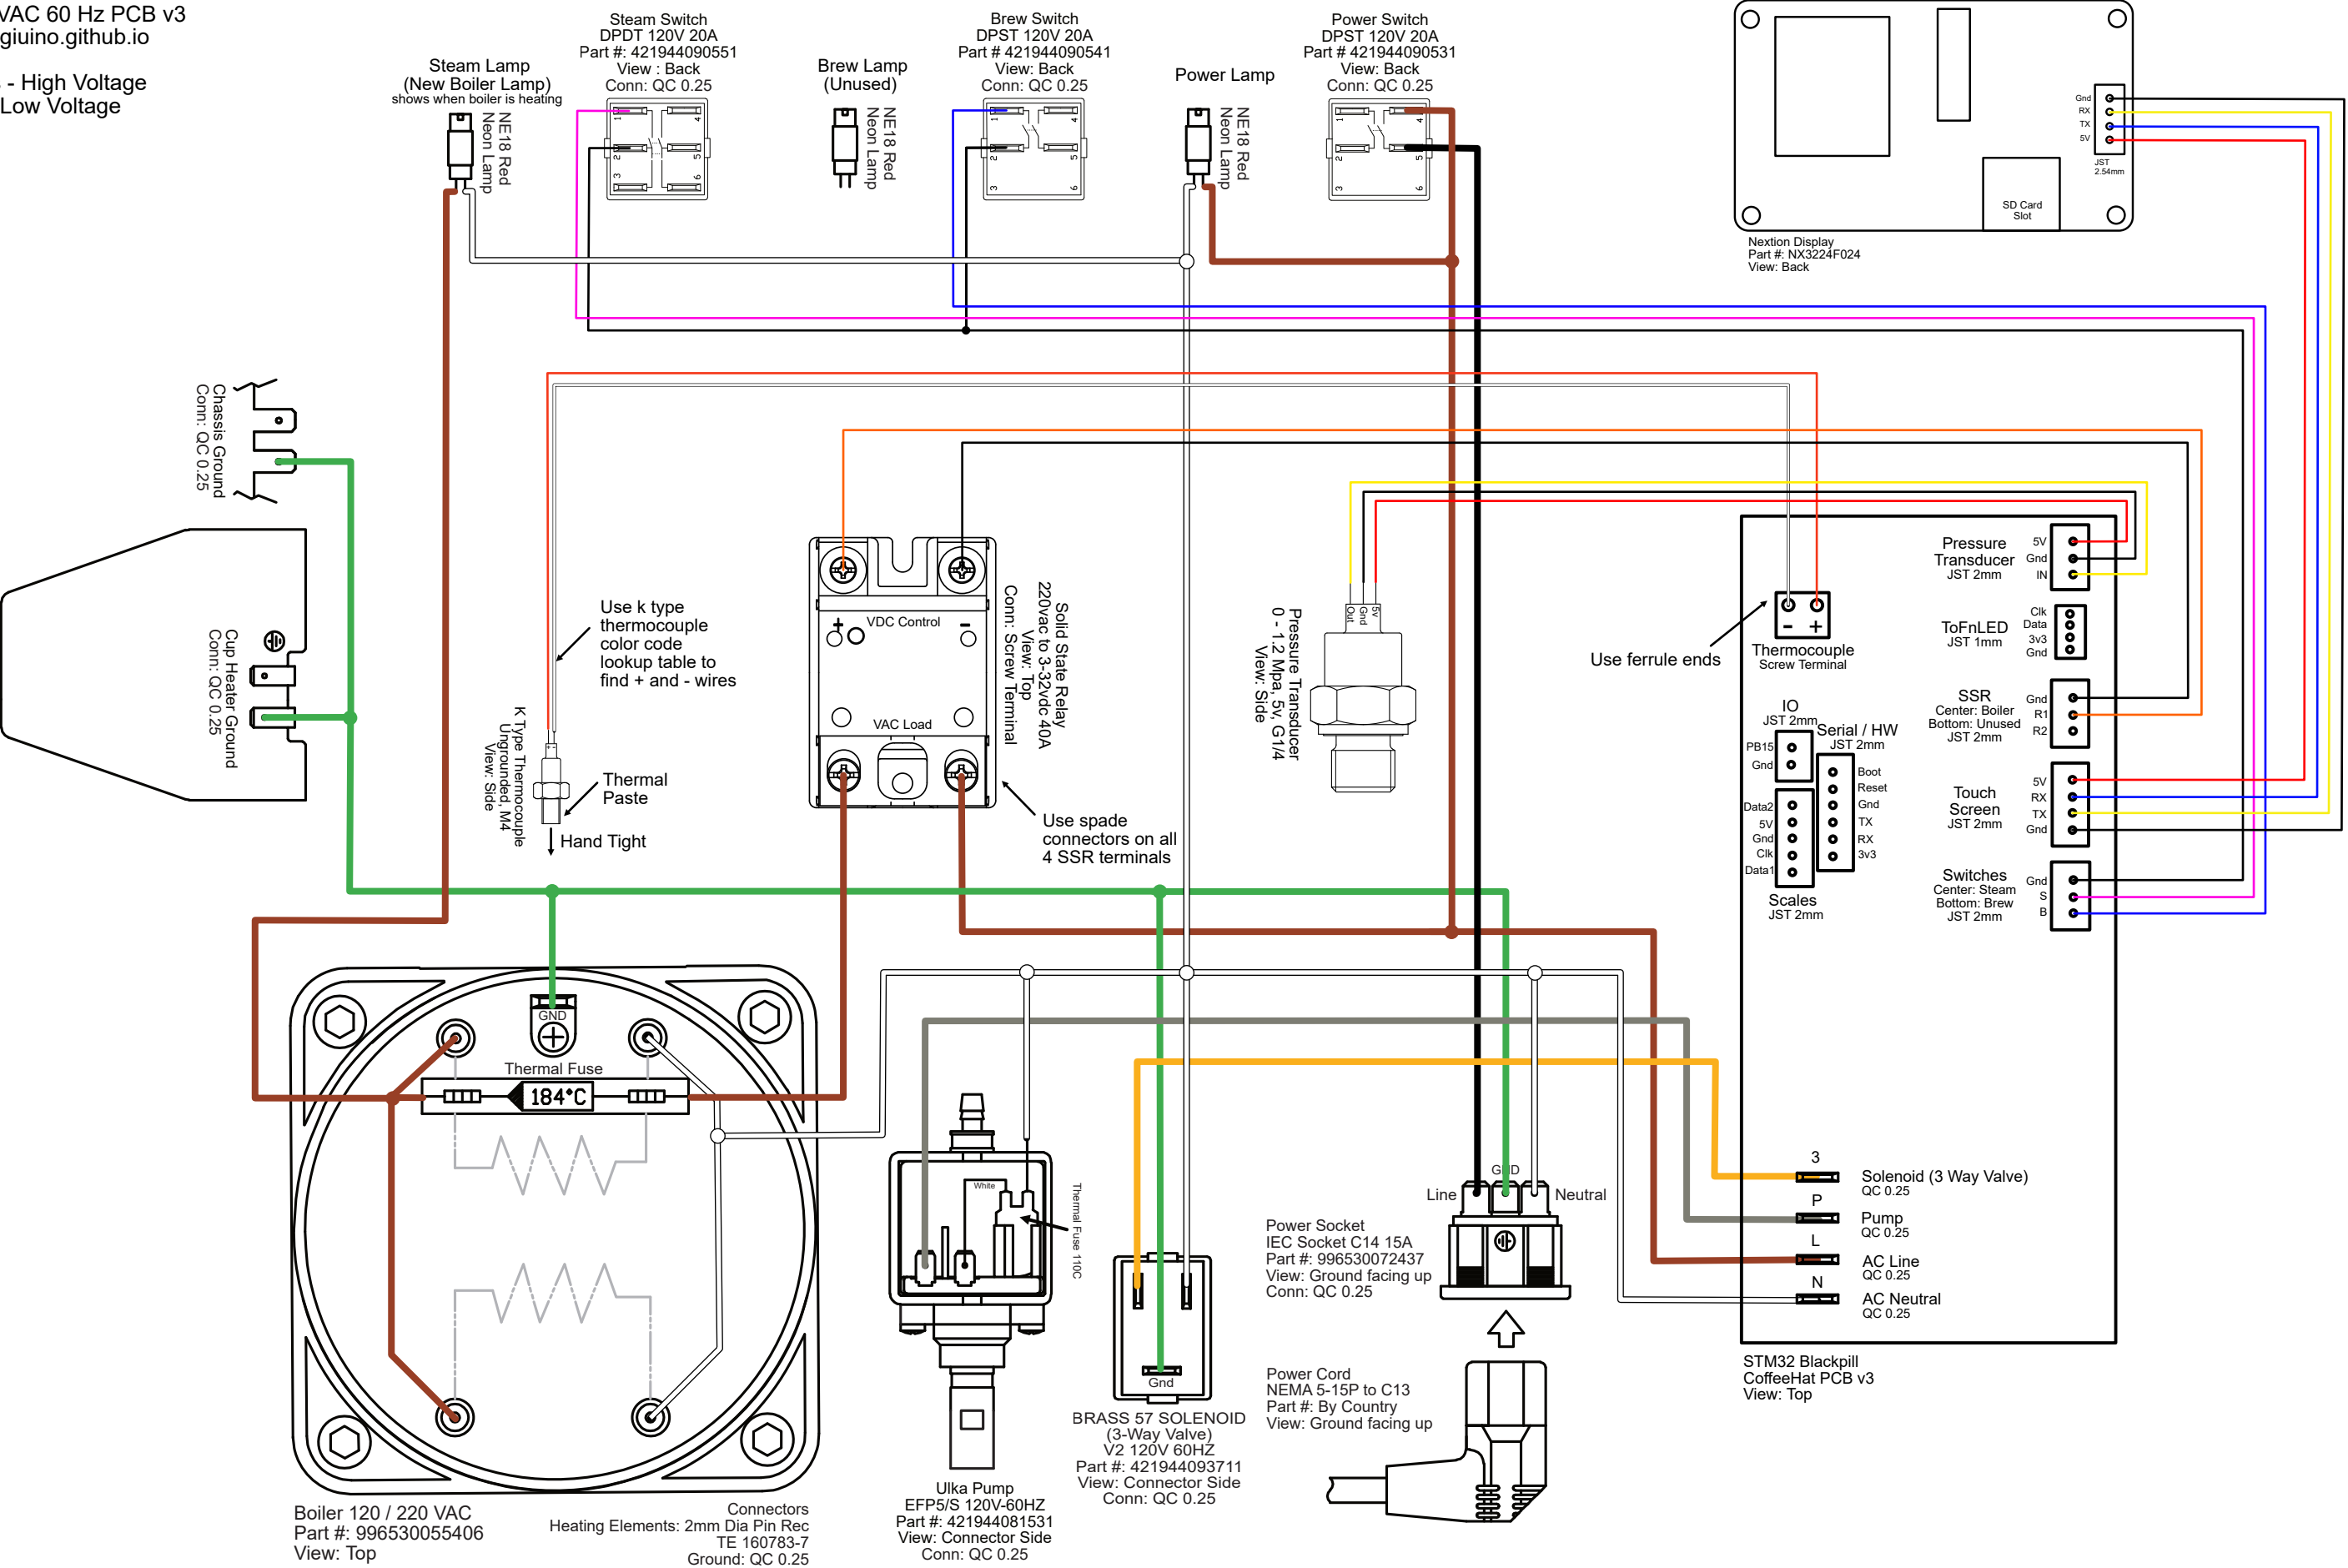 VAC 60 Hz PCB v3
giuino.github.io
- High Voltage
Low Voltage
Steam Lamp
(New Boiler Lamp)
shows when boiler is heating
NE18 Red
Neon Lamp
Steam Switch
DPDT 120V 20A
Part #: 421944090551
View : Back
Conn: QC 0.25
1
2
3
4
5
6
Brew Lamp
(Unused)
NE18 Red
Neon Lamp
Brew Switch
DPST 120V 20A
Part # 421944090541
View: Back
Conn: QC 0.25
1
2
3
4
5
6
Power Lamp
NE18 Red
Neon Lamp
Power Switch
DPST 120V 20A
Part # 421944090531
View: Back
Conn: QC 0.25
1
2
3
4
5
6
Gnd
RX
TX
5V
JST
2.54mm
SD Card
Slot
Nextion Display
Part #: NX3224F024
View: Back
Chassis Ground
Conn: QC 0.25
Cup Heater Ground
Conn: QC 0.25
Use k type
thermocouple
color code
lookup table to
find + and - wires
K Type Thermocouple
Ungrounded, M4
View: Side
Thermal
Paste
Hand Tight
+
VDC Control
-
VAC Load
Solid State Relay
220vac to 3-32vdc 40A
View: Top
Conn: Screw Terminal
Use spade
connectors on all
4 SSR terminals
Out
Gnd
5v
Pressure Transducer
0 - 1.2 Mpa, 5v, G1/4
View: Side
Use ferrule ends
- +
Thermocouple
Screw Terminal
Pressure
Transducer
JST 2mm
5V
Gnd
IN
ToFnLED
JST 1mm
Clk
Data
3v3
Gnd
SSR
Center: Boiler
Bottom: Unused
JST 2mm
Gnd
R1
R2
IO
JST 2mm
PB15
Gnd
Serial / HW
JST 2mm
Boot
Reset
Gnd
TX
RX
3v3
Data2
5V
Gnd
Clk
Data1
Scales
JST 2mm
Touch
Screen
JST 2mm
5V
RX
TX
Gnd
Switches
Center: Steam
Bottom: Brew
JST 2mm
Gnd
S
B
3
Solenoid (3 Way Valve)
QC 0.25
P
Pump
QC 0.25
L
AC Line
QC 0.25
N
AC Neutral
QC 0.25
STM32 Blackpill
CoffeeHat PCB v3
View: Top
GND
Thermal Fuse
184°C
Boiler 120 / 220 VAC
Part #: 996530055406
View: Top
Connectors
Heating Elements: 2mm Dia Pin Rec
TE 160783-7
Ground: QC 0.25
White
Thermal Fuse 110C
Ulka Pump
EFP5/S 120V-60HZ
Part #: 421944081531
View: Connector Side
Conn: QC 0.25
Gnd
BRASS 57 SOLENOID
(3-Way Valve)
V2 120V 60HZ
Part #: 421944093711
View: Connector Side
Conn: QC 0.25
Line
GND
Neutral
Power Socket
IEC Socket C14 15A
Part #: 996530072437
View: Ground facing up
Conn: QC 0.25
Power Cord
NEMA 5-15P to C13
Part #: By Country
View: Ground facing up